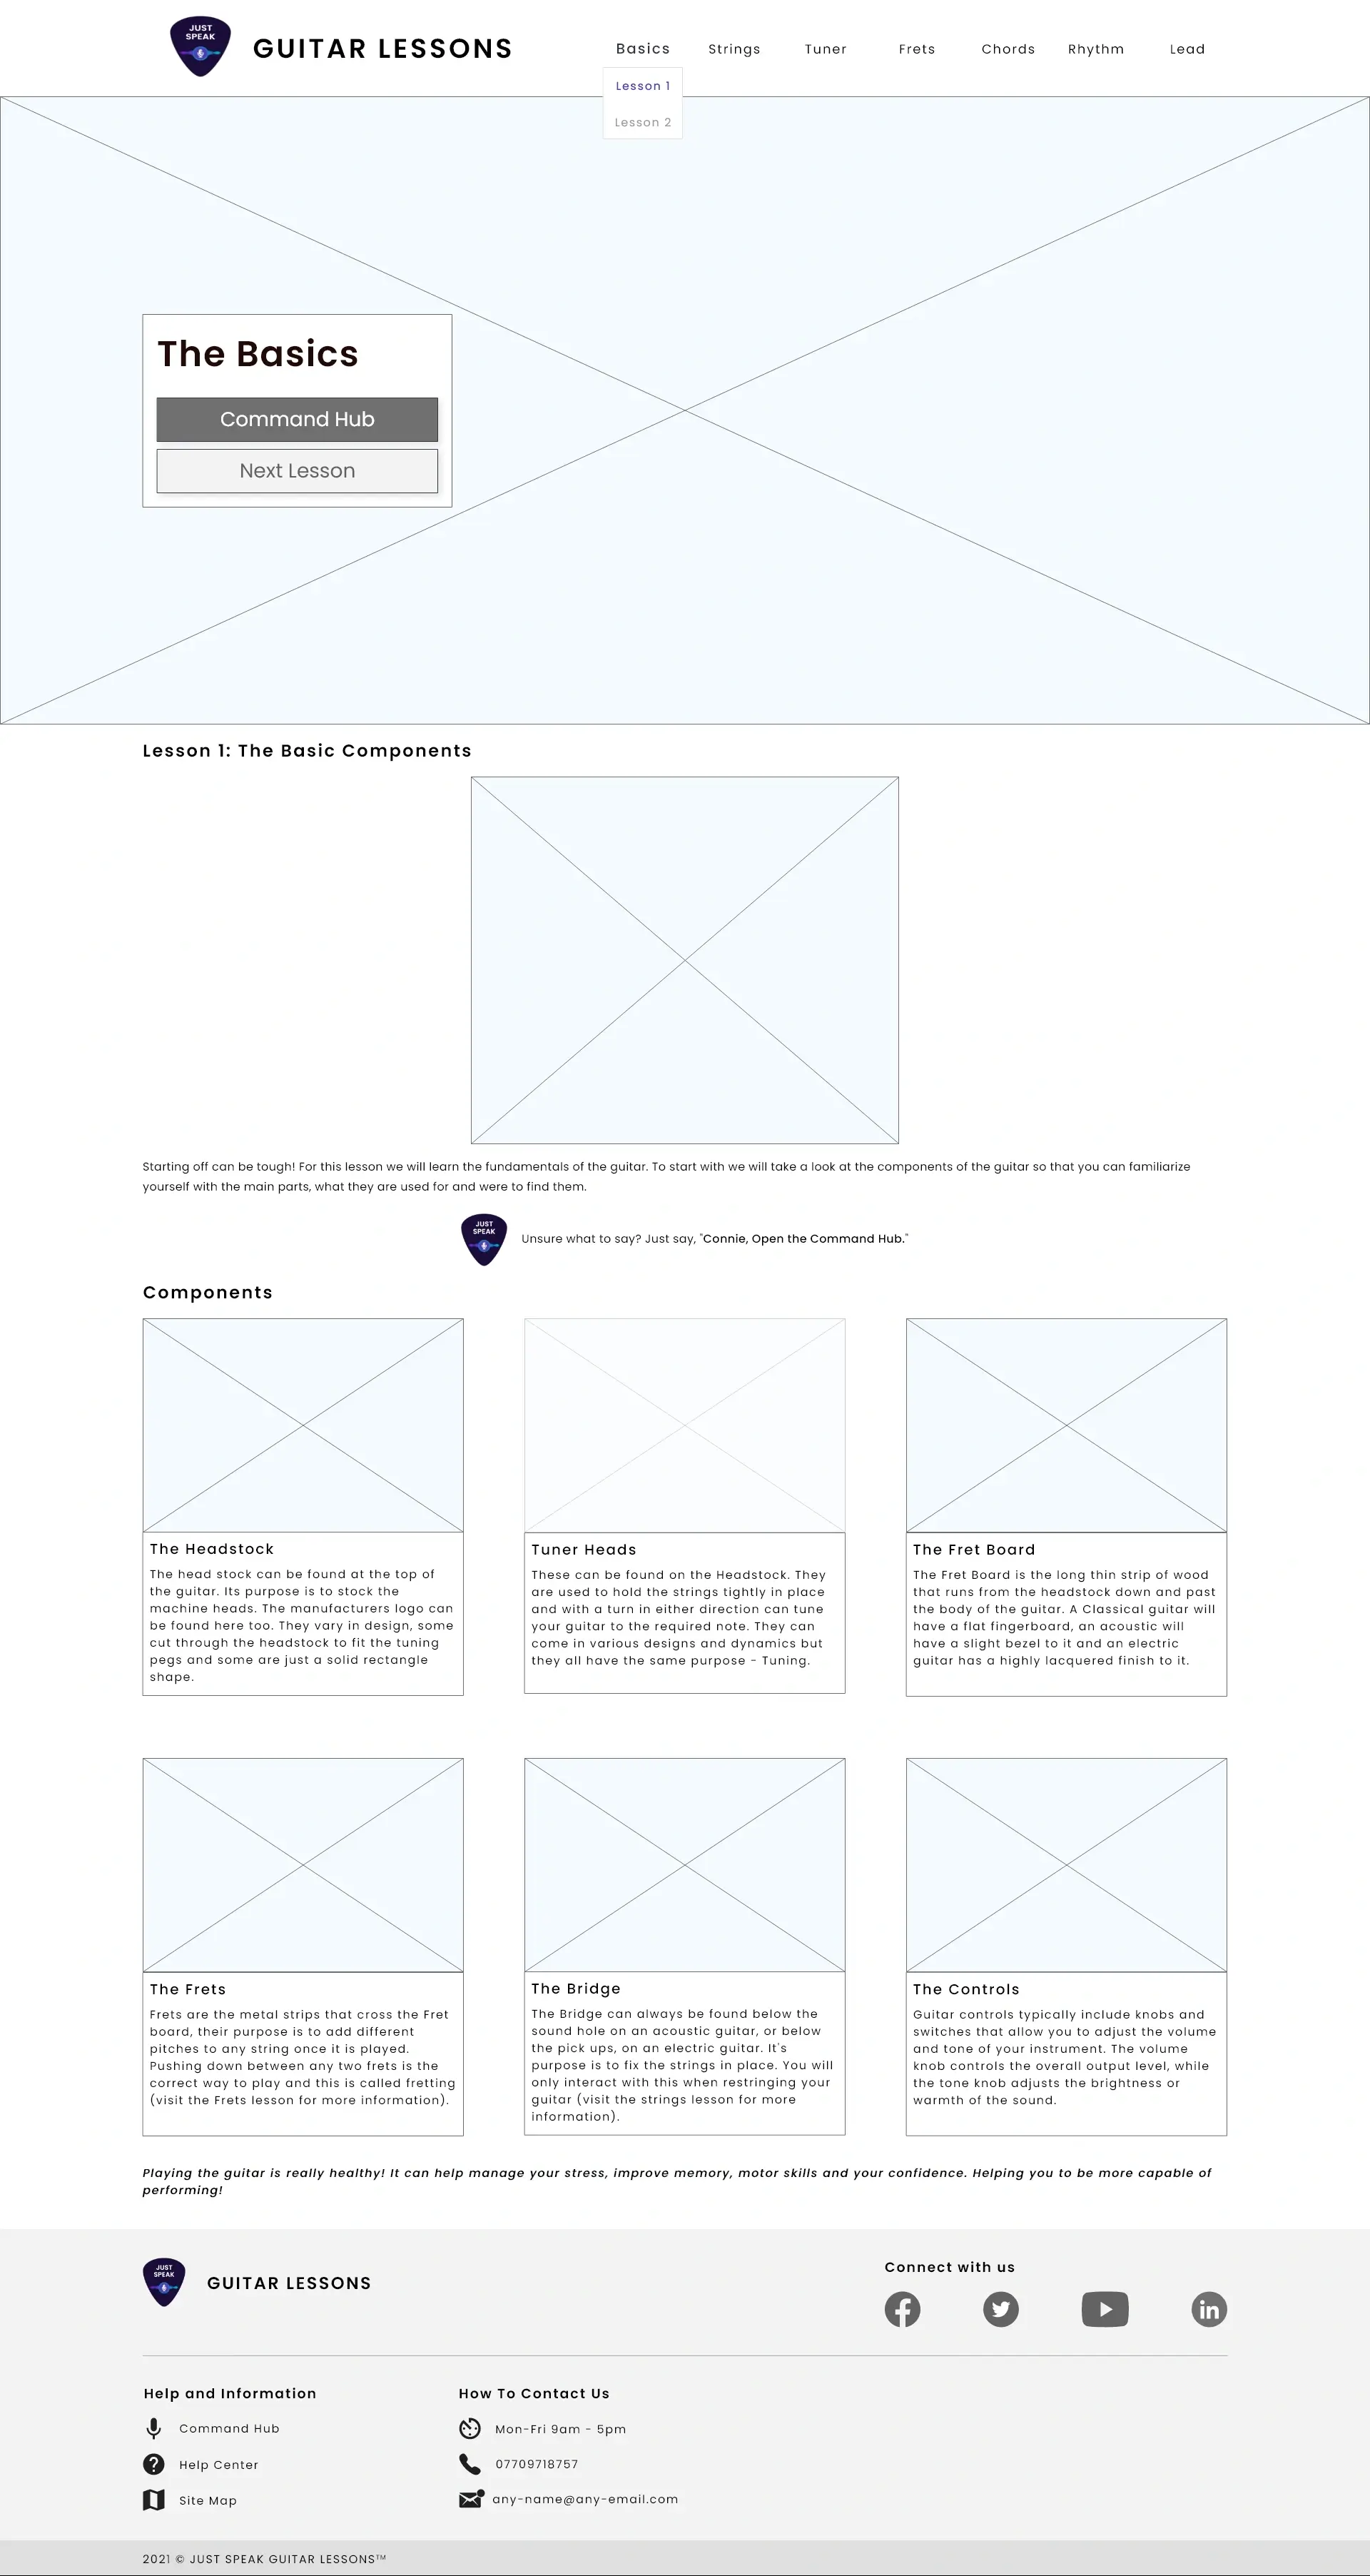 JUST
SPEAK
GUITAR LESSONS
Basics
Strings
Tuner
Frets
Chords
Rhythm
Lead
Lesson 1
Lesson 2
The Basics
Command Hub
Next Lesson
Lesson 1: The Basic Components
Starting off can be tough! For this lesson we will learn the fundamentals of the guitar. To start with we will take a look at the components of the guitar so that you can familiarize
yourself with the main parts, what they are used for and were to find them.
JUST
SPEAK
Unsure what to say? Just say, "Connie, Open the Command Hub."
Components
The Headstock
The head stock can be found at the top of
the guitar. Its purpose is to stock the
machine heads. The manufacturers logo can
be found here too. They vary in design, some
cut through the headstock to fit the tuning
pegs and some are just a solid rectangle
shape.
Tuner Heads
These can be found on the Headstock. They
are used to hold the strings tightly in place
and with a turn in either direction can tune
your guitar to the required note. They can
come in various designs and dynamics but
they all have the same purpose - Tuning.
The Fret Board
The Fret Board is the long thin strip of wood
that runs from the headstock down and past
the body of the guitar. A Classical guitar will
have a flat fingerboard, an acoustic will
have a slight bezel to it and an electric
guitar has a highly lacquered finish to it.
The Frets
Frets are the metal strips that cross the Fret
board, their purpose is to add different
pitches to any string once it is played.
Pushing down between any two frets is the
correct way to play and this is called fretting
(visit the Frets lesson for more information).
The Bridge
The Bridge can always be found below the
sound hole on an acoustic guitar, or below
the pick ups, on an electric guitar. It's
purpose is to fix the strings in place. You will
only interact with this when restringing your
guitar (visit the strings lesson for more
information).
The Controls
Guitar controls typically include knobs and
switches that allow you to adjust the volume
and tone of your instrument. The volume
knob controls the overall output level, while
the tone knob adjusts the brightness or
warmth of the sound.
Playing the guitar is really healthy! It can help manage your stress, improve memory, motor skills and your confidence. Helping you to be more capable of
performing!
JUST
SPEAK
GUITAR LESSONS
Connect with us
Help and Information
Command Hub
Help Center
Site Map
How To Contact Us
Mon-Fri 9am - 5pm
07709718757
any-name@any-email.com
2021 © JUST SPEAK GUITAR LESSONS™